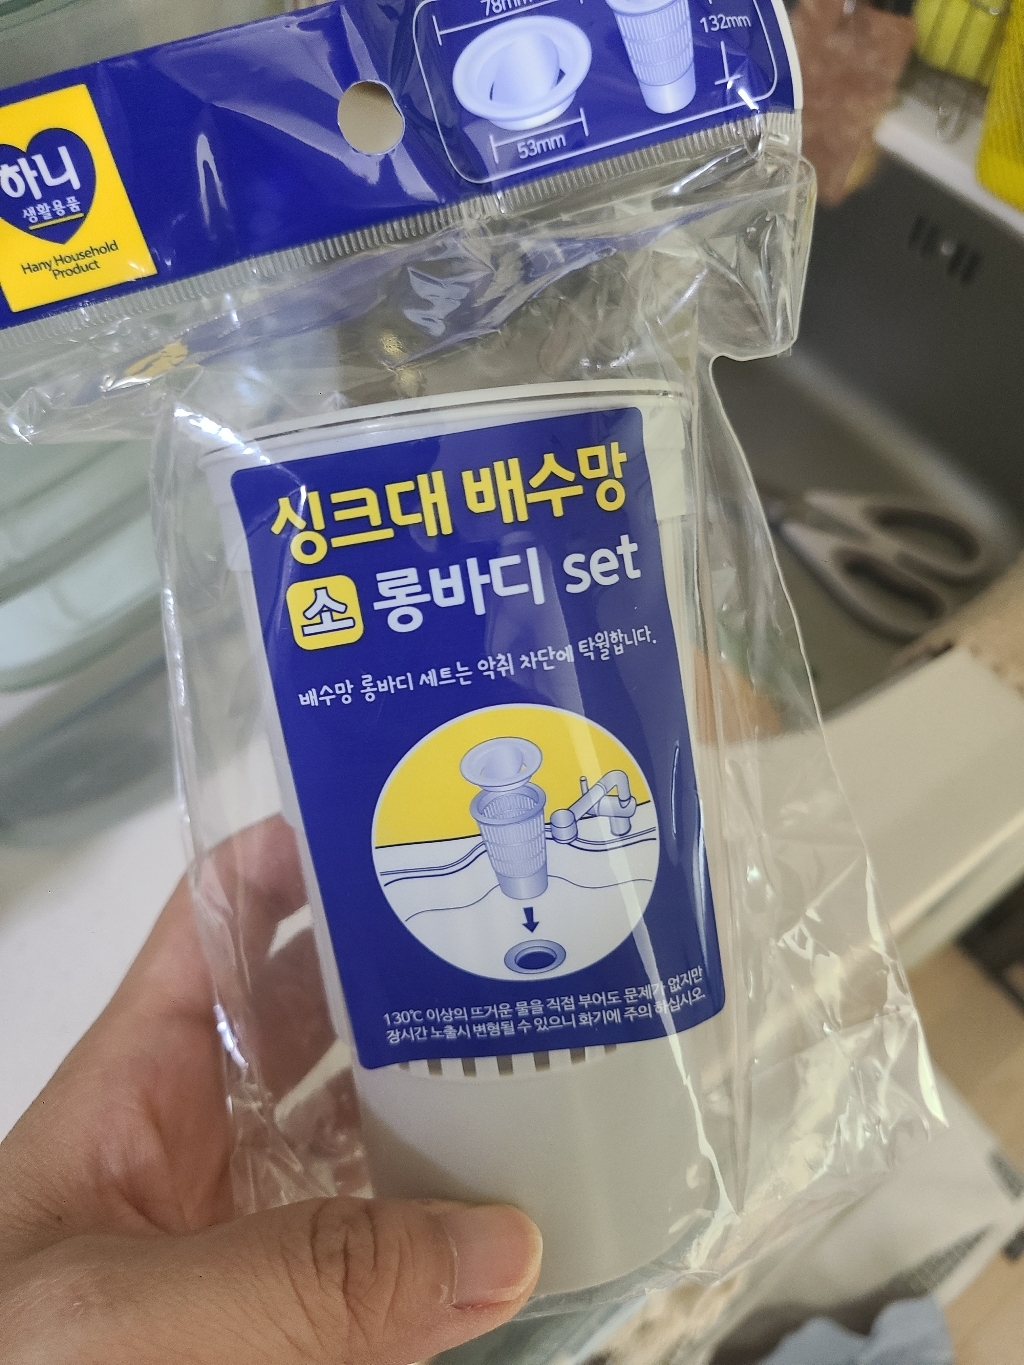 78mm
132mm
53mm
하니
생활용품
Hany Household
Product
싱크대 배수망
소 롱바디 set
배수망 롱바디 세트는 악취 차단에 탁월합니다.
130℃ 이상의 뜨거운 물을 직접 부어도 문제가 없지만
장시간 노출시 변형될 수 있으니 화기에 주의 하십시오.